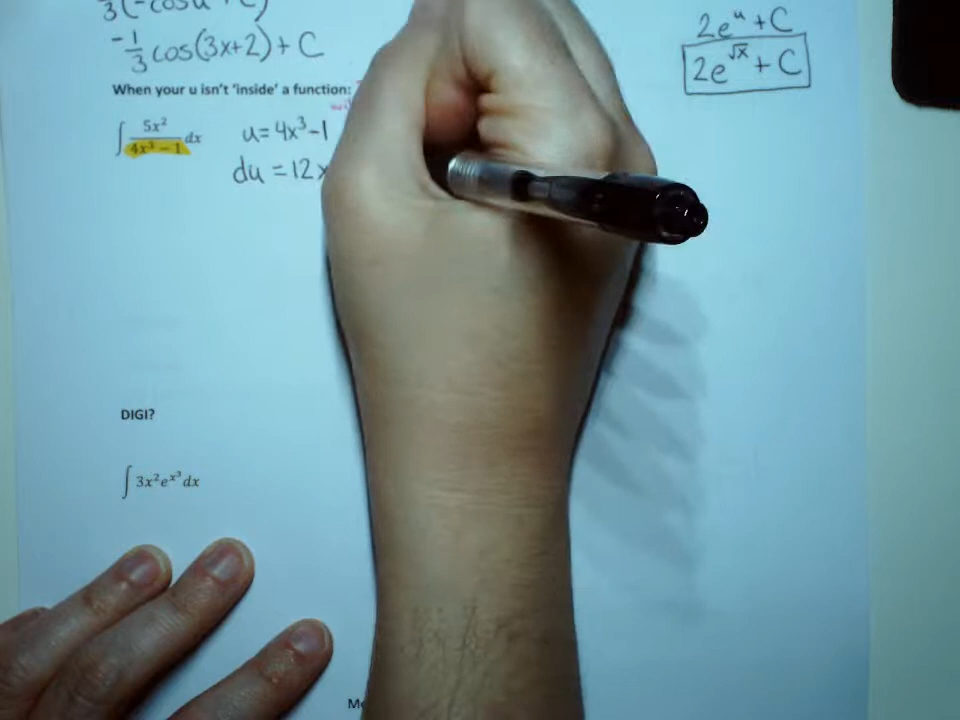 -1/3 cos(3x+2) + C
2e^u + C
2e^√x + C
When your u isn't 'inside' a function:
∫ 5x²/(4x³ − 1) dx
u = 4x³-1
du = 12x
DIGI?
∫ 3x²e^x³ dx